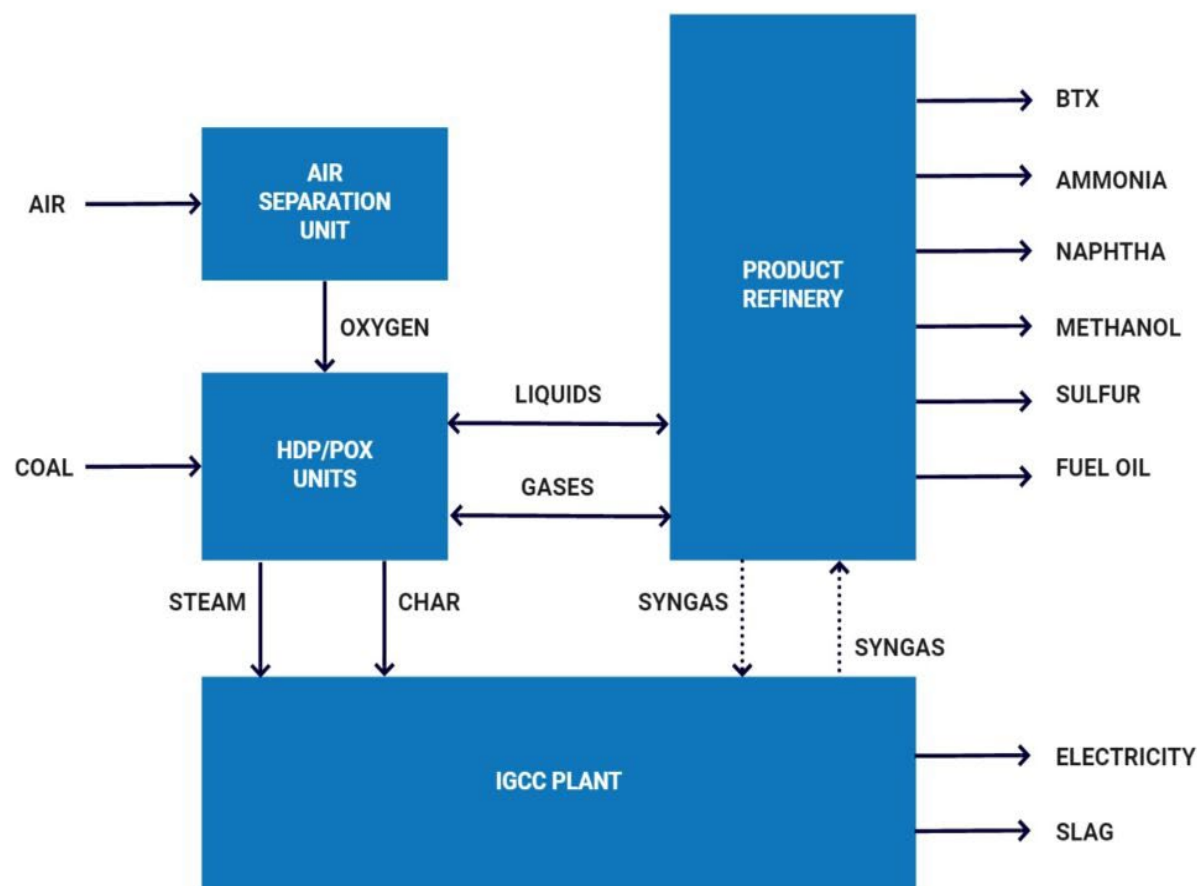 BTX
AIR
SEPARATION
UNIT
AIR
AMMONIA
NAPHTHA
PRODUCT
REFINERY
OXYGEN
METHANOL
LIQUIDS
SULFUR
HDP/POX
UNITS
COAL
GASES
FUEL OIL
STEAM
CHAR
SYNGAS
SYNGAS
IGCC PLANT
ELECTRICITY
SLAG